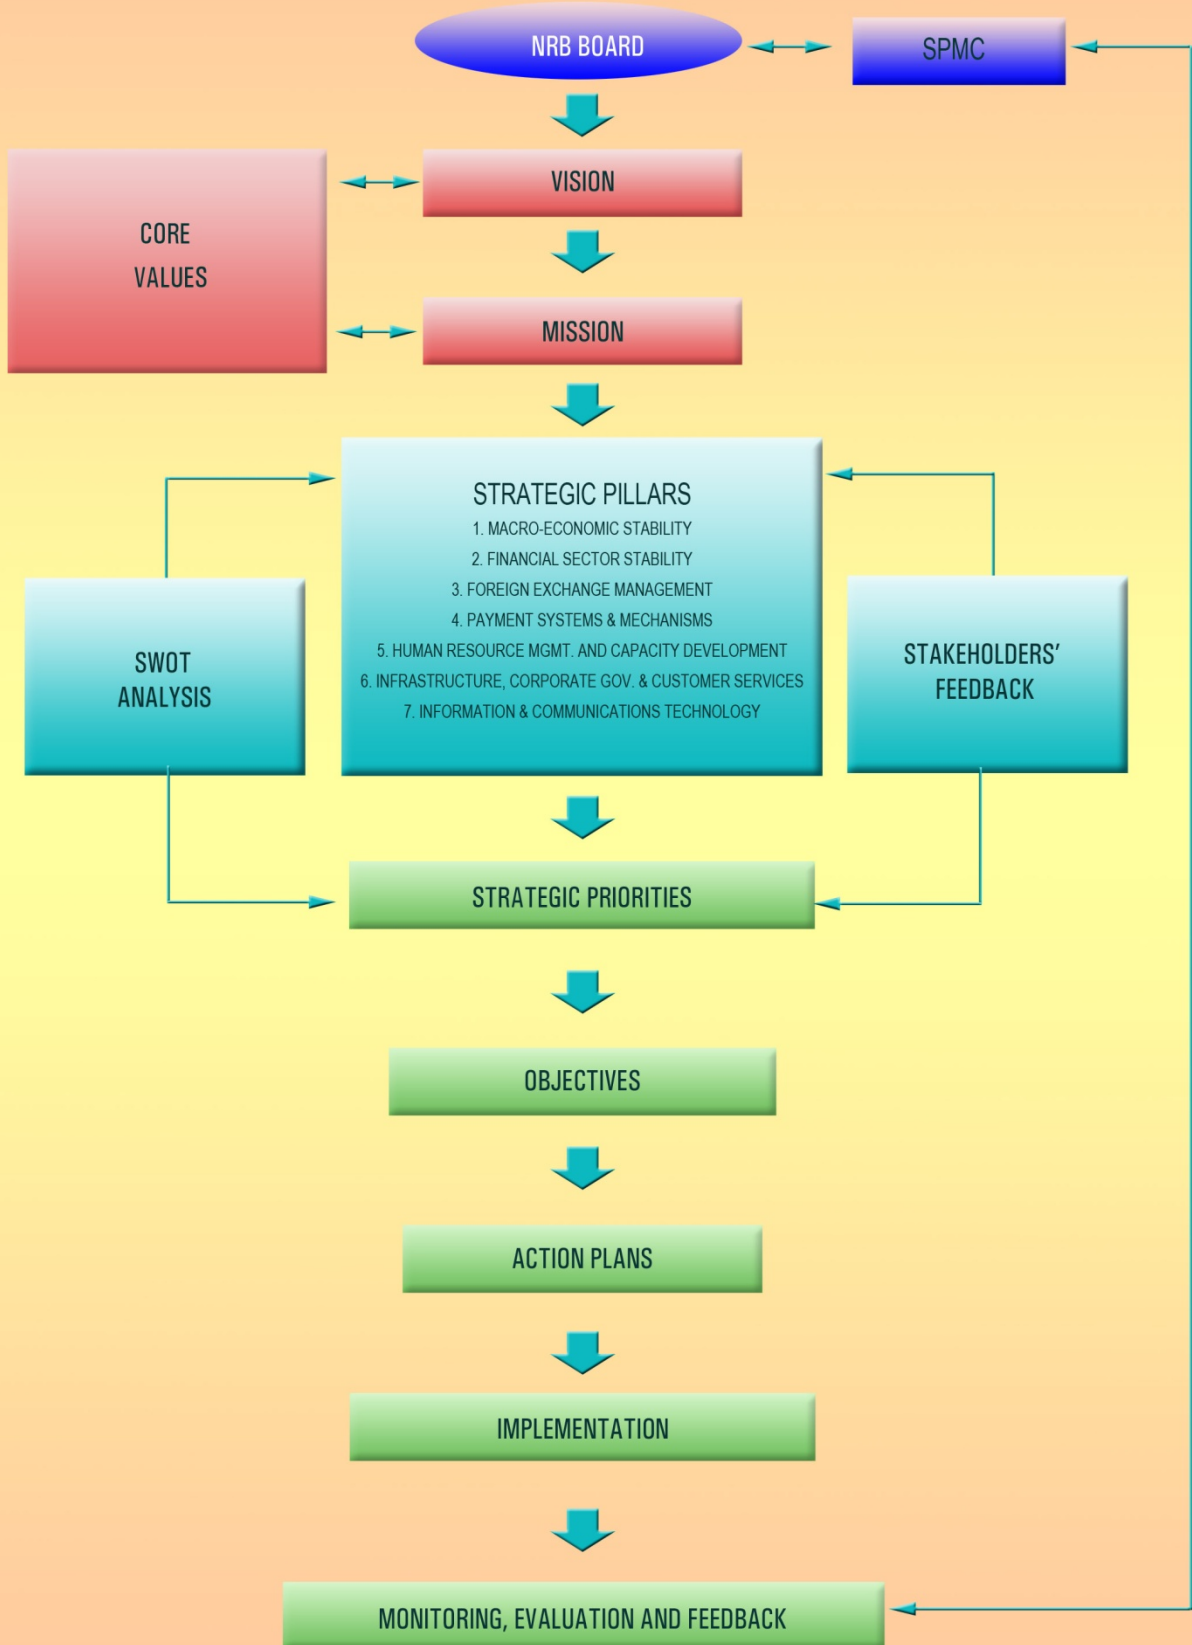 NRB BOARD
SPMC
VISION
CORE
VALUES
MISSION
STRATEGIC PILLARS
1. MACRO-ECONOMIC STABILITY
2. FINANCIAL SECTOR STABILITY
3. FOREIGN EXCHANGE MANAGEMENT
4. PAYMENT SYSTEMS & MECHANISMS
5. HUMAN RESOURCE MGMT. AND CAPACITY DEVELOPMENT
6. INFRASTRUCTURE, CORPORATE GOV. & CUSTOMER SERVICES
7. INFORMATION & COMMUNICATIONS TECHNOLOGY
SWOT
ANALYSIS
STAKEHOLDERS’
FEEDBACK
STRATEGIC PRIORITIES
OBJECTIVES
ACTION PLANS
IMPLEMENTATION
MONITORING, EVALUATION AND FEEDBACK